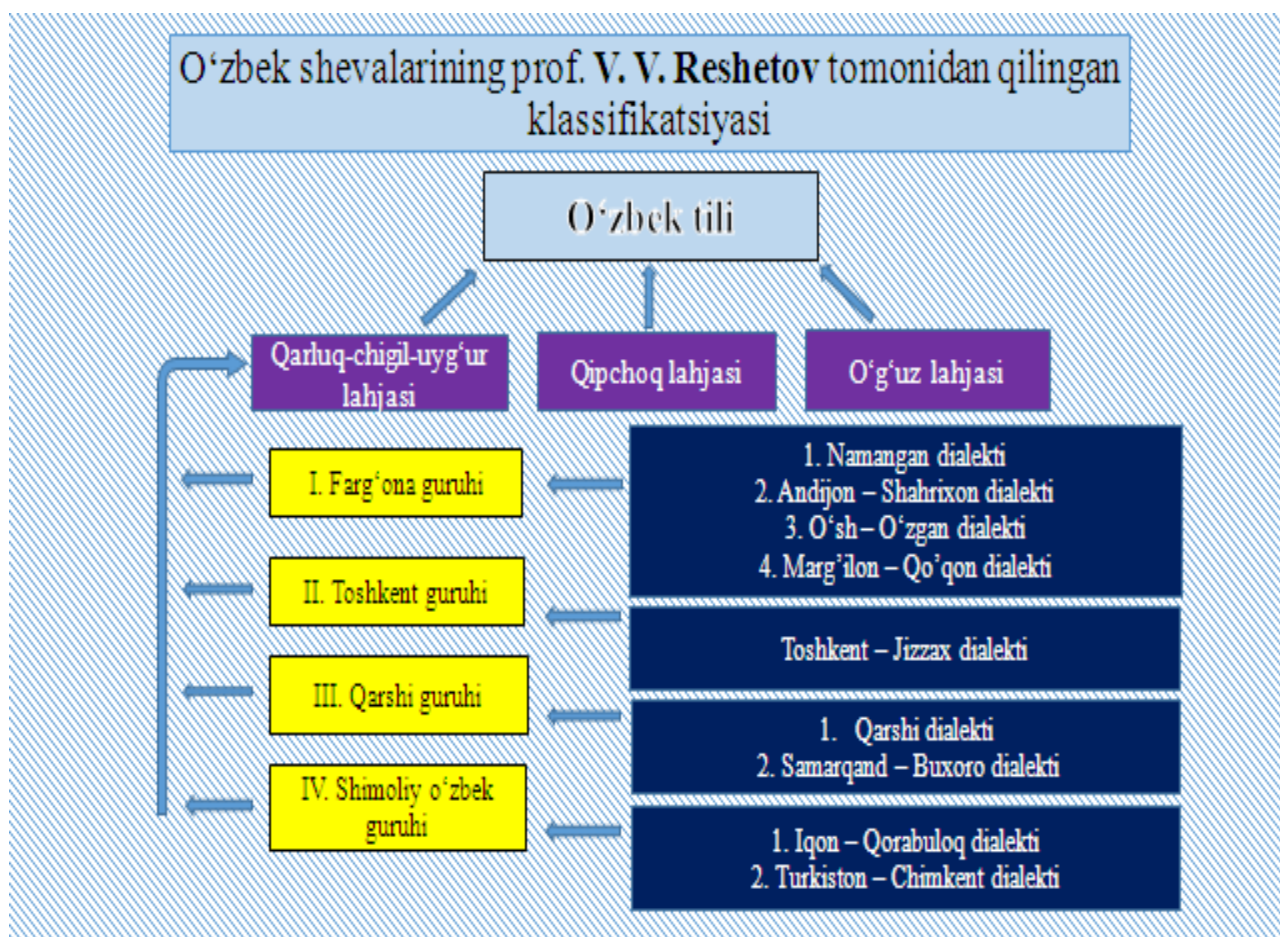 O‘zbek shevalarining prof. V. V. Reshetov tomonidan qilingan
klassifikatsiyasi
O‘zbek tili
Qarluq-chigil-uyg‘ur
lahjasi
Qipchoq lahjasi
O‘g‘uz lahjasi
I. Farg‘ona guruhi
1. Namangan dialekti
2. Andijon – Shahrixon dialekti
3. O‘sh – O‘zgan dialekti
4. Marg’ilon – Qo’qon dialekti
II. Toshkent guruhi
Toshkent – Jizzax dialekti
III. Qarshi guruhi
1. Qarshi dialekti
2. Samarqand – Buxoro dialekti
IV. Shimoliy o‘zbek
guruhi
1. Iqon – Qorabuloq dialekti
2. Turkiston – Chimkent dialekti